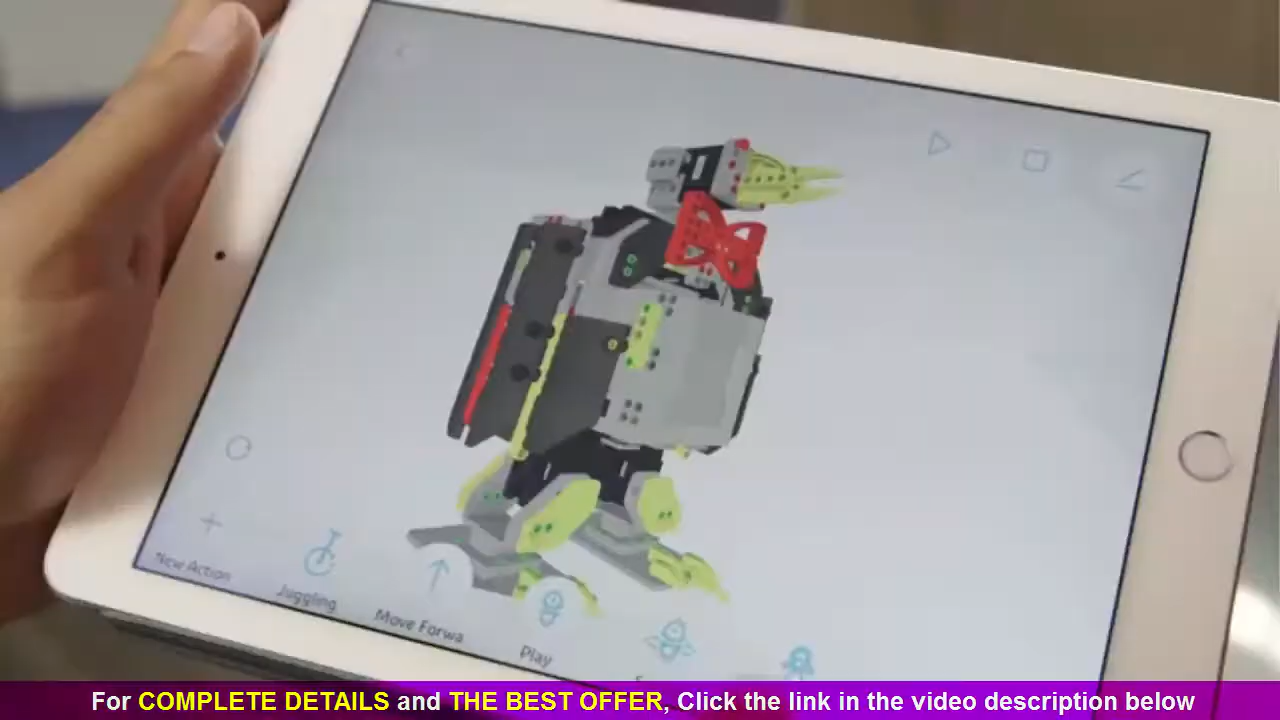 New Action
Juggling
Move Forwa
Play
For COMPLETE DETAILS and THE BEST OFFER, Click the link in the video description below